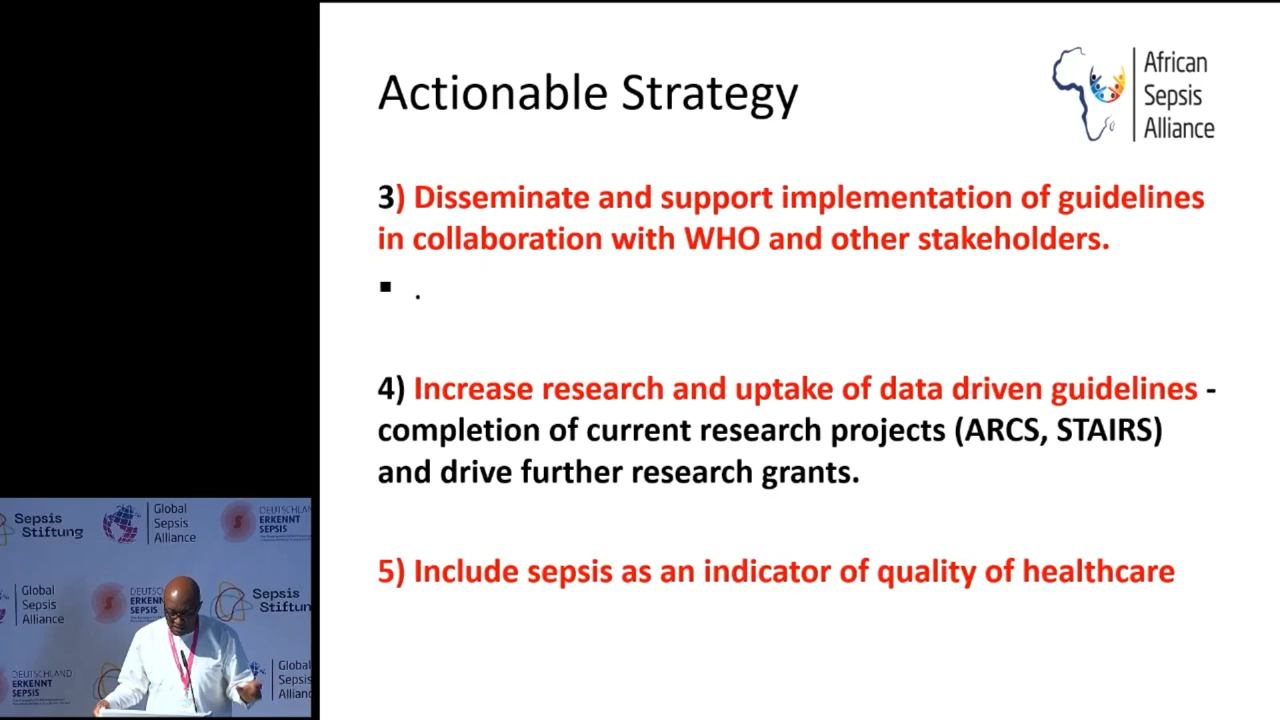 Actionable Strategy
African
Sepsis
Alliance
3) Disseminate and support implementation of guidelines
in collaboration with WHO and other stakeholders.
▪ .
4) Increase research and uptake of data driven guidelines -
completion of current research projects (ARCS, STAIRS)
and drive further research grants.
5) Include sepsis as an indicator of quality of healthcare
Sepsis
Stiftung
Global
Sepsis
Alliance
DEUTSCHLAND
ERKENNT
SEPSIS
Global
Sepsis
Alliance
ERKENNT
SEPSIS
Sepsis
DEUTSCHLAND
ERKENNT
SEPSIS
Global
Sepsis